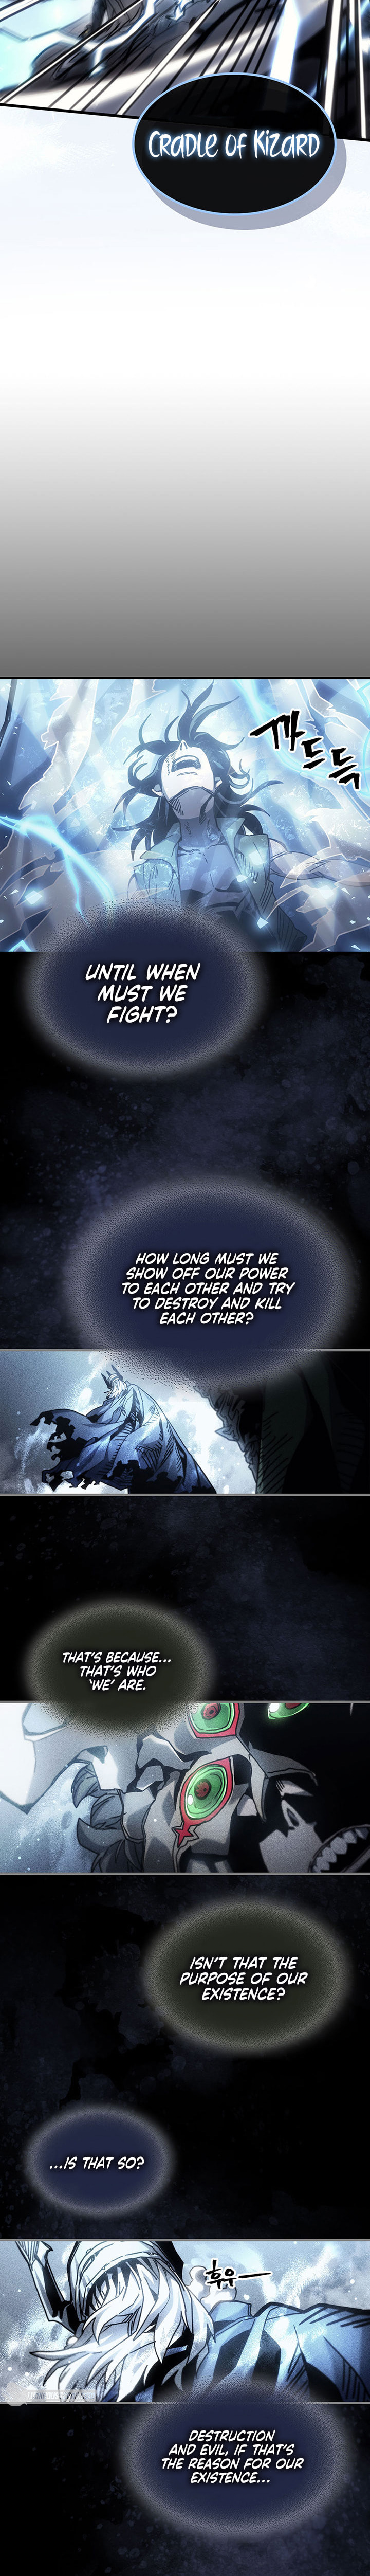 CRADLE OF KIZARD
까드득
UNTIL WHEN
MUST WE
FIGHT?
HOW LONG MUST WE
SHOW OFF OUR POWER
TO EACH OTHER AND TRY
TO DESTROY AND KILL
EACH OTHER?
THAT'S BECAUSE...
THAT'S WHO
'WE' ARE.
ISN'T THAT THE
PURPOSE OF OUR
EXISTENCE?
...IS THAT SO?
후우—
DESTRUCTION
AND EVIL, IF THAT'S
THE REASON FOR OUR
EXISTENCE...